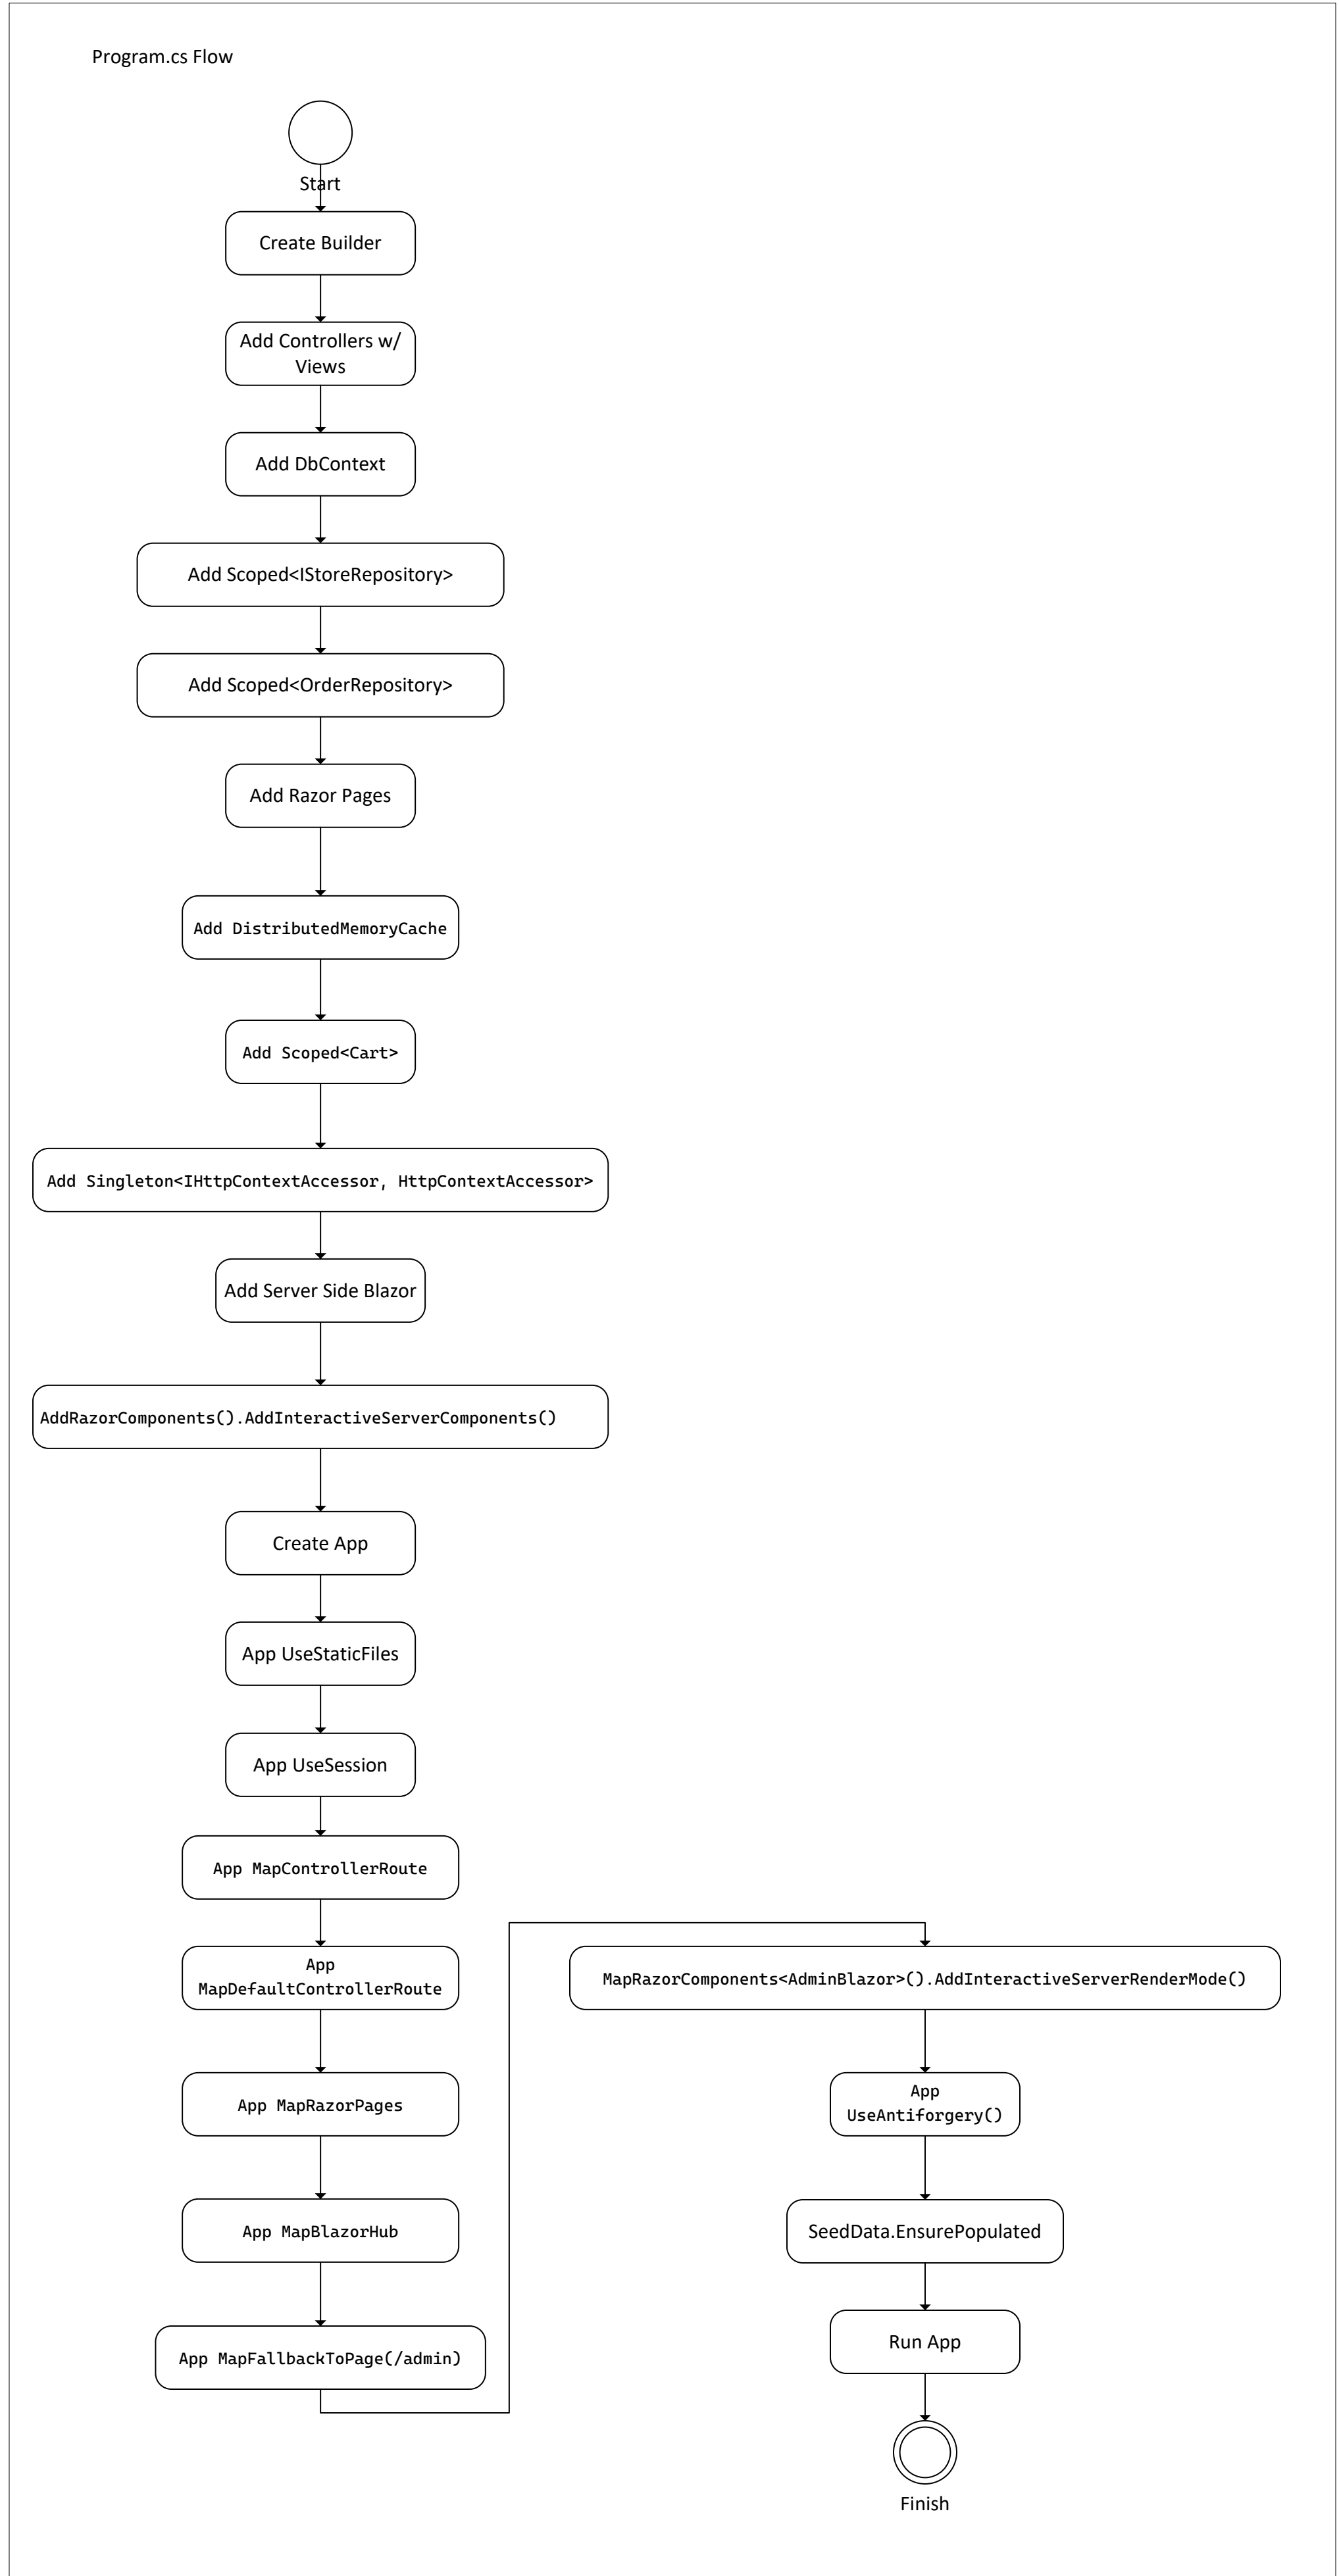 Program.cs Flow
Start
Create Builder
Add Controllers w/
Views
Add DbContext
Add Scoped<IStoreRepository>
Add Scoped<OrderRepository>
Add Razor Pages
Add DistributedMemoryCache
Add Scoped<Cart>
Add Singleton<IHttpContextAccessor, HttpContextAccessor>
Add Server Side Blazor
AddRazorComponents().AddInteractiveServerComponents()
Create App
App UseStaticFiles
App UseSession
App MapControllerRoute
App
MapDefaultControllerRoute
App MapRazorPages
App MapBlazorHub
App MapFallbackToPage(/admin)
MapRazorComponents<AdminBlazor>().AddInteractiveServerRenderMode()
App
UseAntiforgery()
SeedData.EnsurePopulated
Run App
Finish